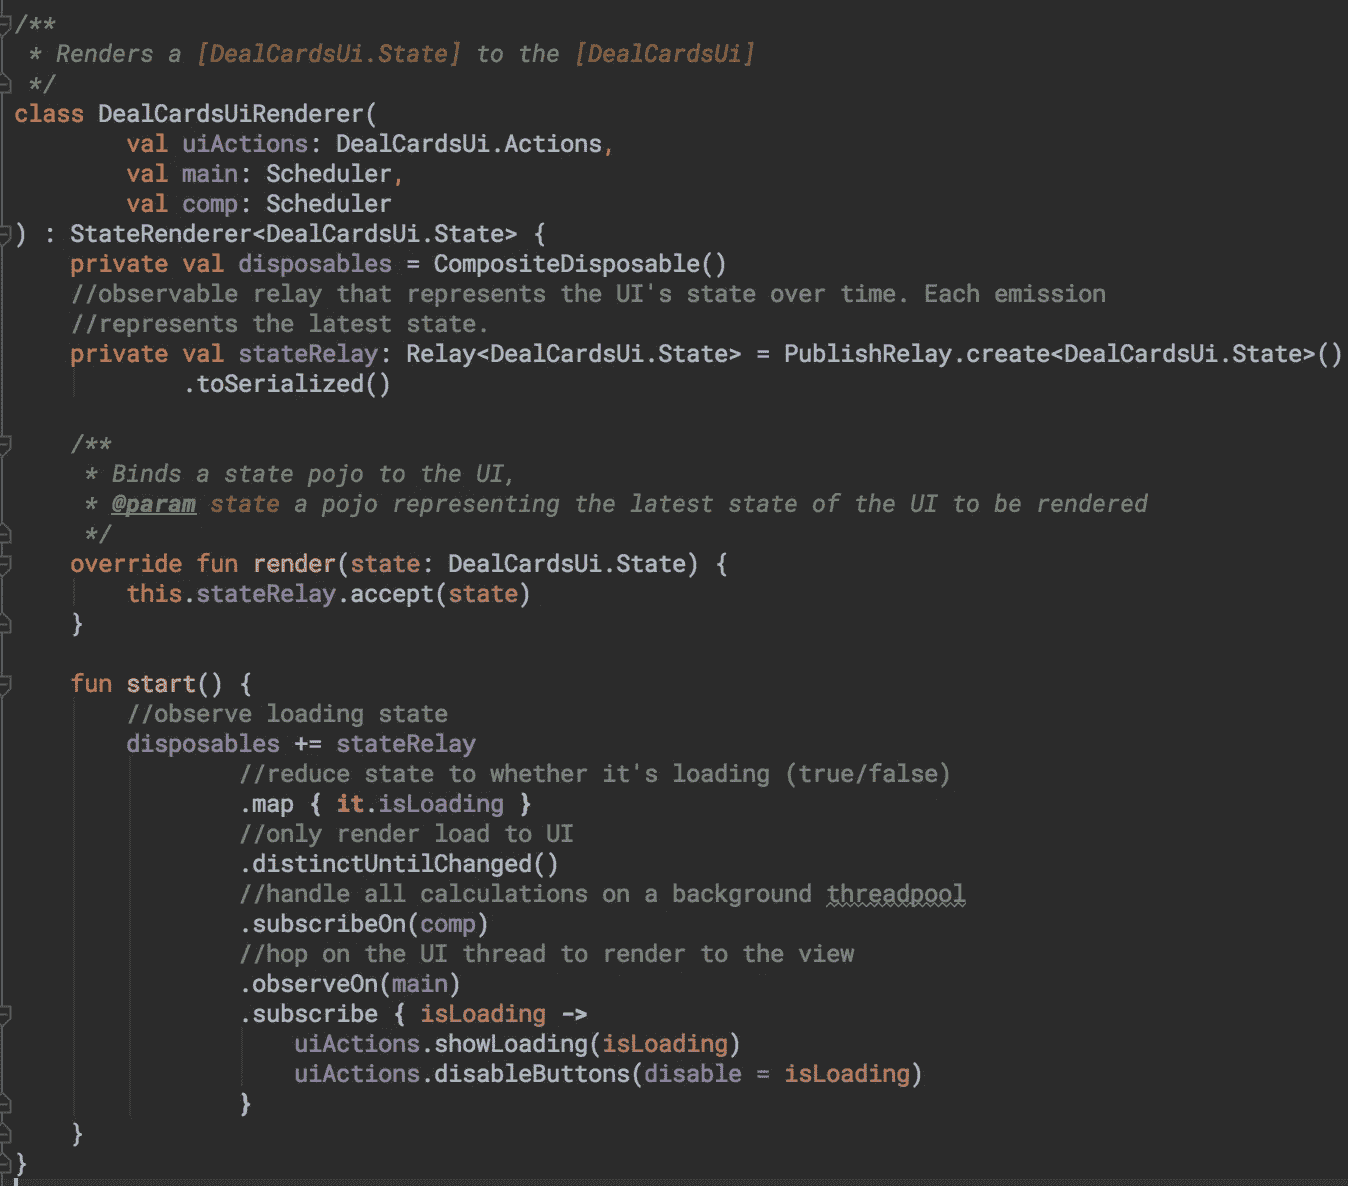 /**
 * Renders a [DealCardsUi.State] to the [DealCardsUi]
 */
class DealCardsUiRenderer(
        val uiActions: DealCardsUi.Actions,
        val main: Scheduler,
        val comp: Scheduler
) : StateRenderer<DealCardsUi.State> {
    private val disposables = CompositeDisposable()
    //observable relay that represents the UI's state over time. Each emission
    //represents the latest state.
    private val stateRelay: Relay<DealCardsUi.State> = PublishRelay.create<DealCardsUi.State>()
            .toSerialized()
    /**
     * Binds a state pojo to the UI,
     * @param state a pojo representing the latest state of the UI to be rendered
     */
    override fun render(state: DealCardsUi.State) {
        this.stateRelay.accept(state)
    }
    fun start() {
        //observe loading state
        disposables += stateRelay
                //reduce state to whether it's loading (true/false)
                .map { it.isLoading }
                //only render load to UI
                .distinctUntilChanged()
                //handle all calculations on a background threadpool
                .subscribeOn(comp)
                //hop on the UI thread to render to the view
                .observeOn(main)
                .subscribe { isLoading ->
                    uiActions.showLoading(isLoading)
                    uiActions.disableButtons(disable = isLoading)
                }
    }
}